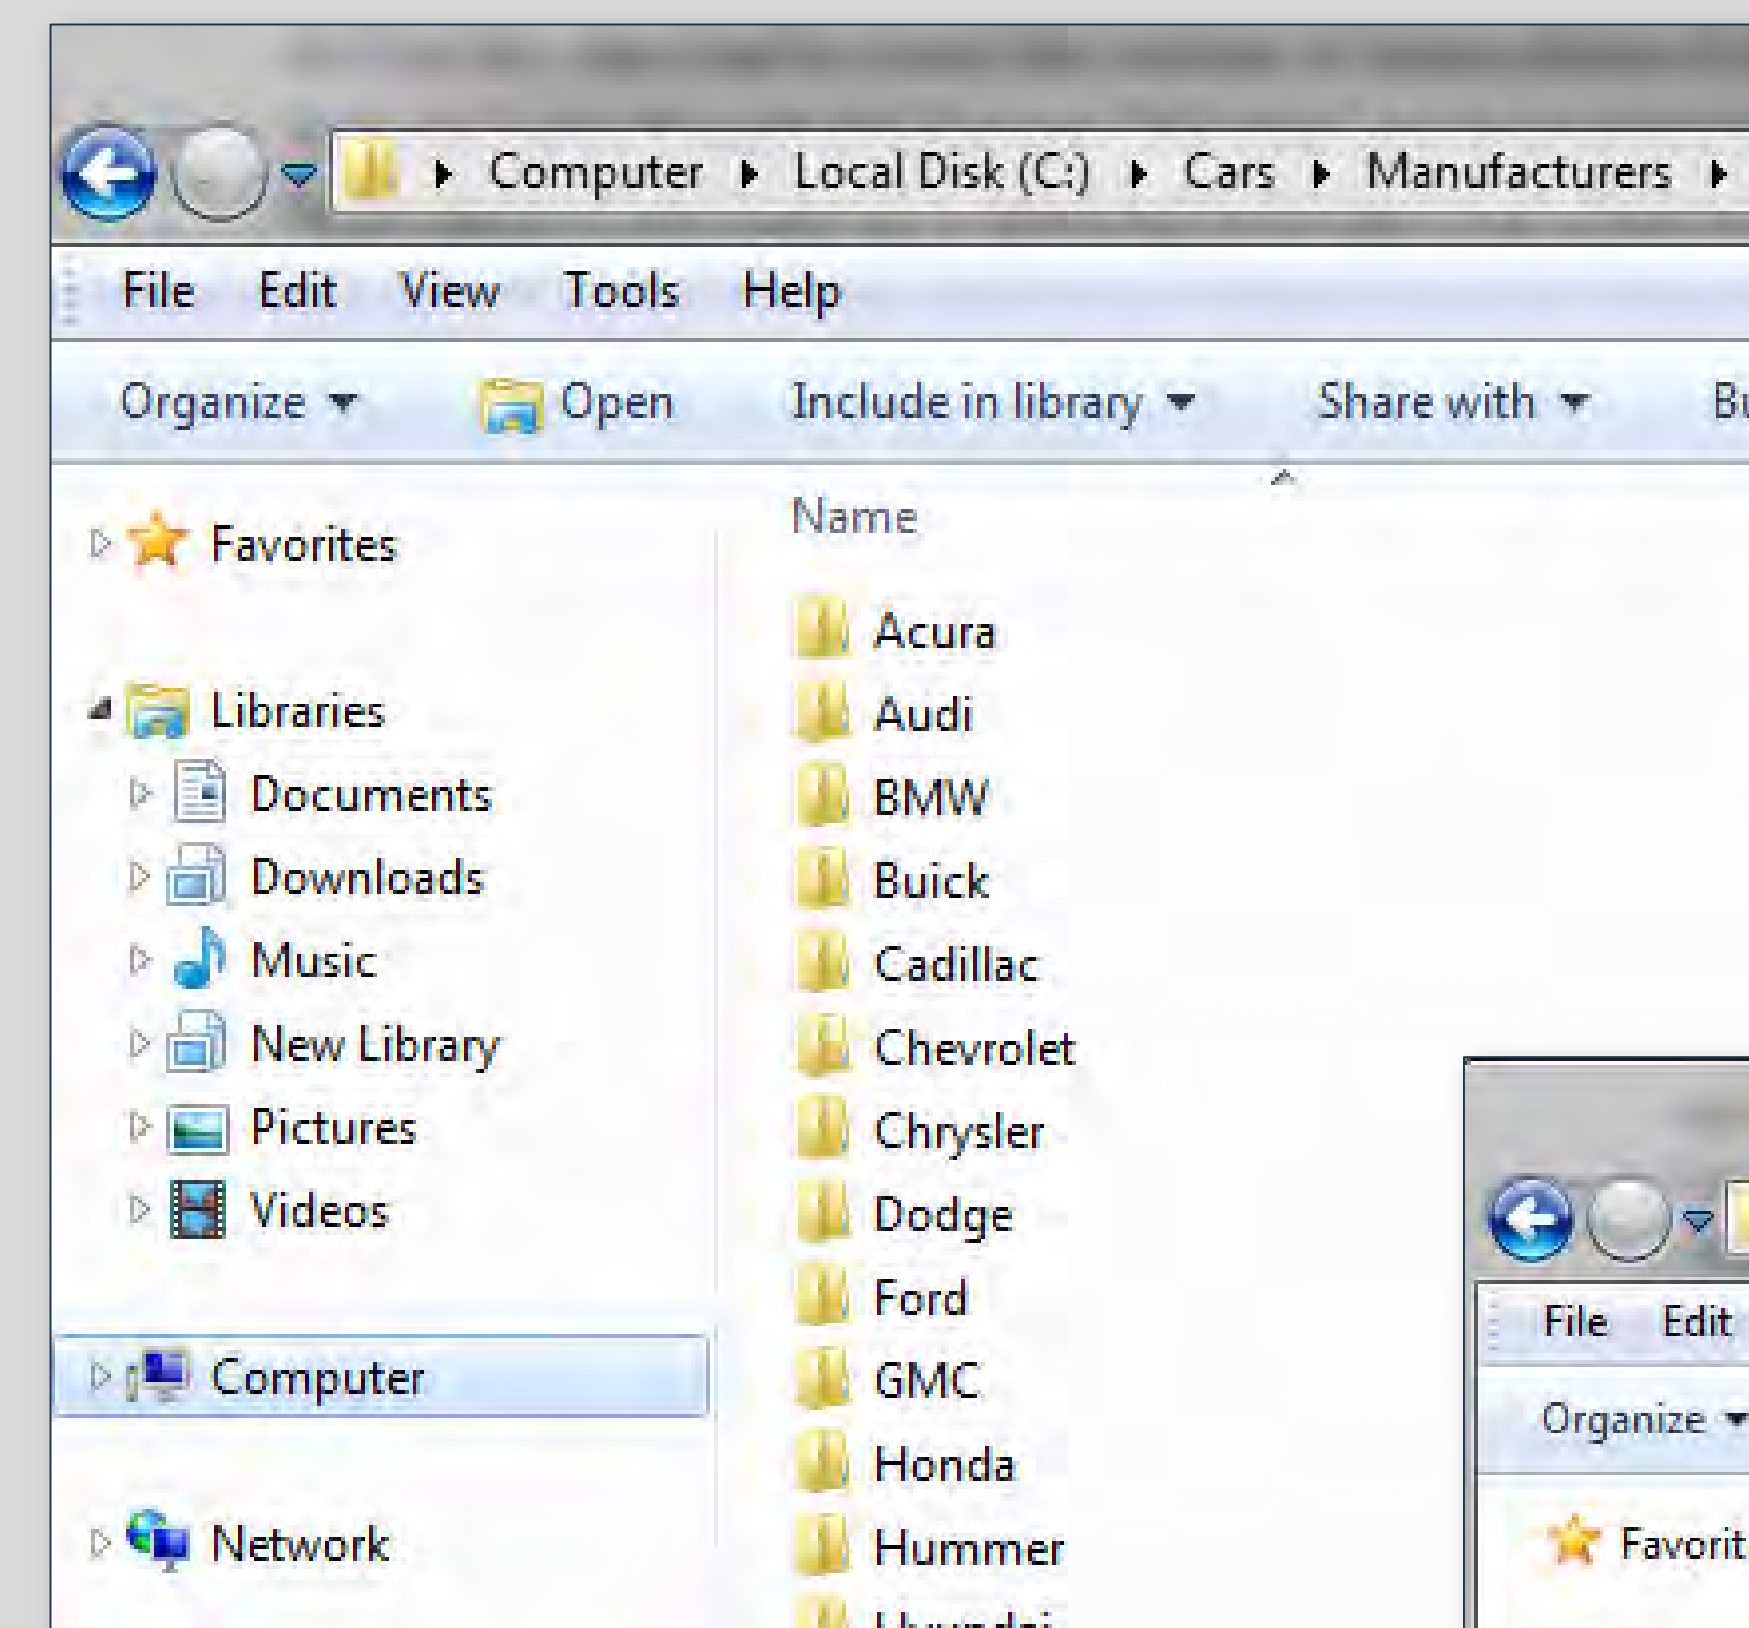 Computer Local Disk (C:) Cars Manufacturers
File Edit View Tools Help
Organize Open Include in library Share with
Name
Favorites
Libraries
Documents
Downloads
Music
New Library
Pictures
Videos
Computer
Network
Acura
Audi
BMW
Buick
Cadillac
Chevrolet
Chrysler
Dodge
Ford
GMC
Honda
Hummer
File Edit
Organize